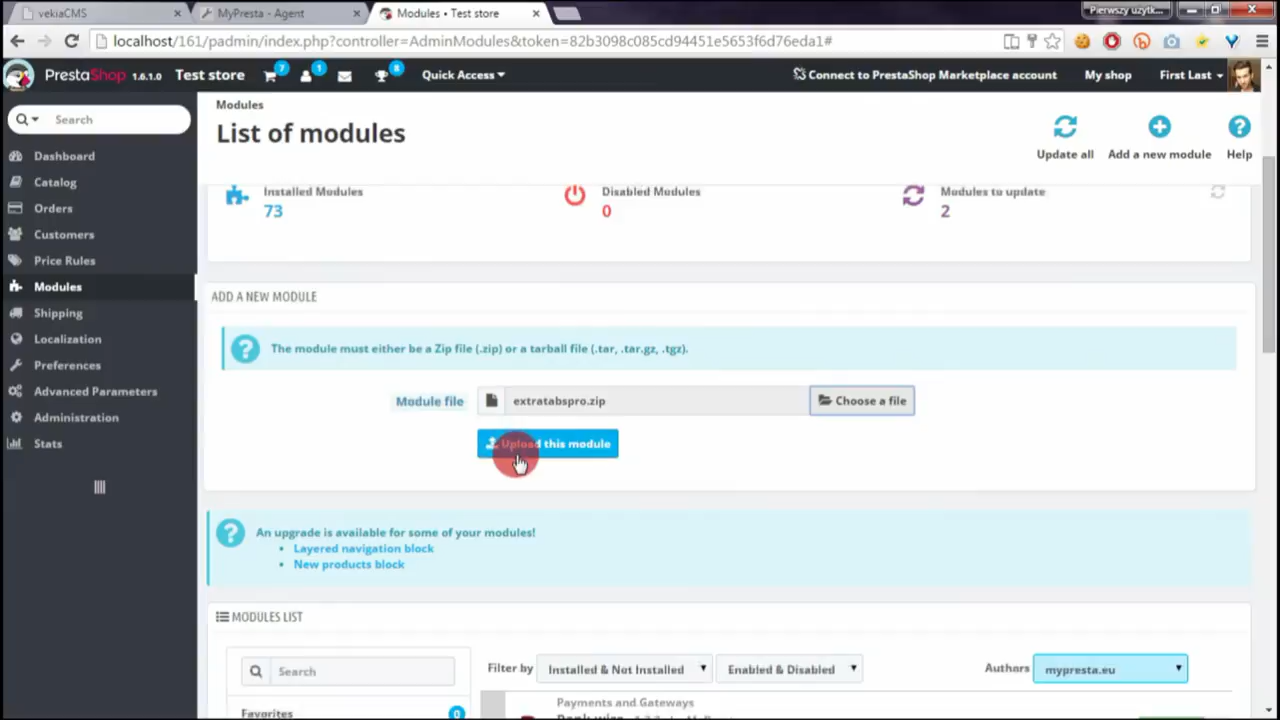 vekiaCMS
MyPresta - Agent
Modules • Test store
Pierwszy uzytk...
localhost/161/padmin/index.php?controller=AdminModules&token=82b3098c085cd94451e5653f6d76eda1#
PrestaShop 1.6.1.0 Test store 7 1 8 Quick Access
Connect to PrestaShop Marketplace account My shop First Last
Search
Dashboard
Catalog
Orders
Customers
Price Rules
Modules
Shipping
Localization
Preferences
Advanced Parameters
Administration
Stats
Modules
List of modules
Update all Add a new module Help
Installed Modules
73
Disabled Modules
0
Modules to update
2
ADD A NEW MODULE
The module must either be a Zip file (.zip) or a tarball file (.tar, .tar.gz, .tgz).
Module file extratabspro.zip Choose a file
Upload this module
An upgrade is available for some of your modules!
• Layered navigation block
• New products block
MODULES LIST
Search
Favorites 0
Filter by Installed & Not Installed Enabled & Disabled Authors mypresta.eu
Payments and Gateways